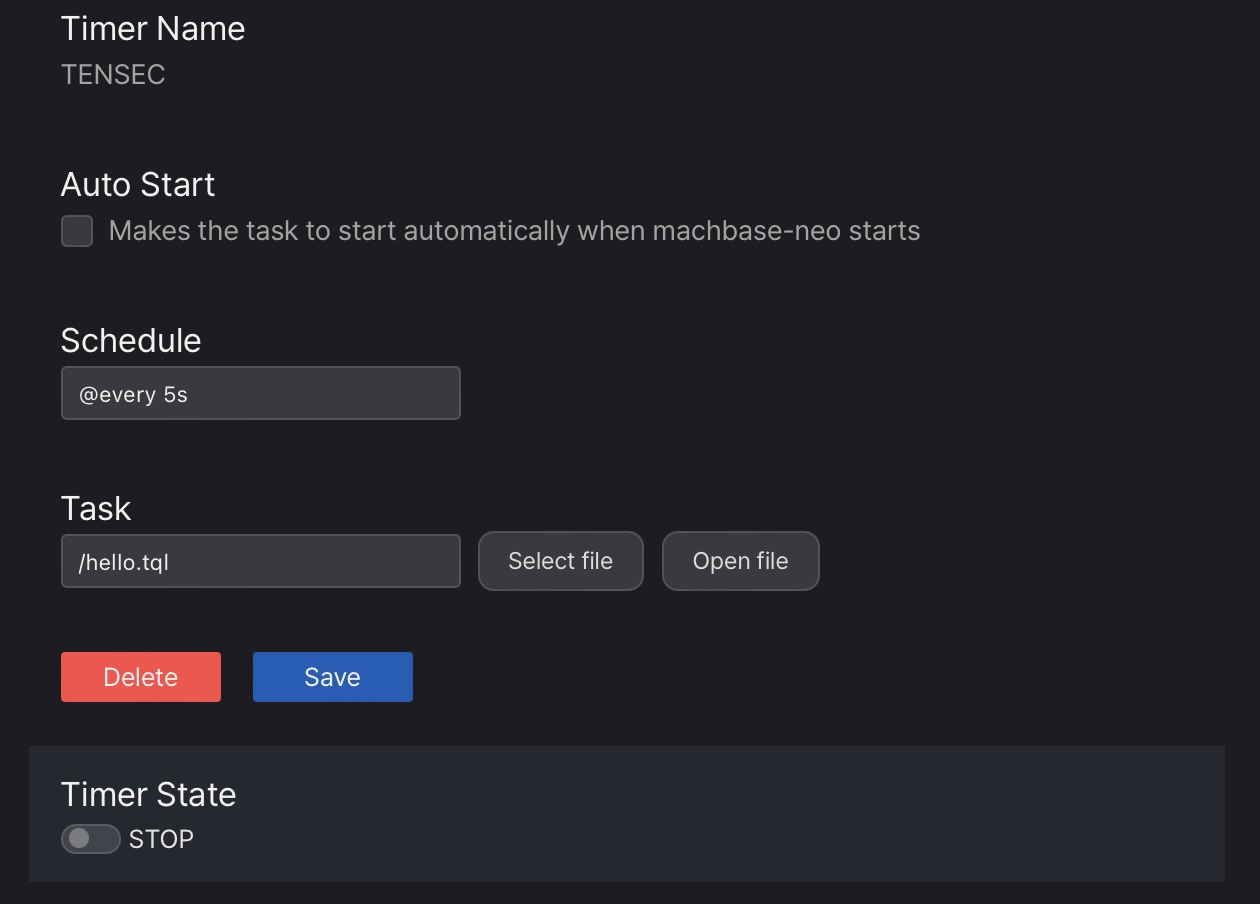 Timer Name
TENSEC
Auto Start
Makes the task to start automatically when machbase-neo starts
Schedule
@every 5s
Task
/hello.tql
Select file
Open file
Delete
Save
Timer State
STOP